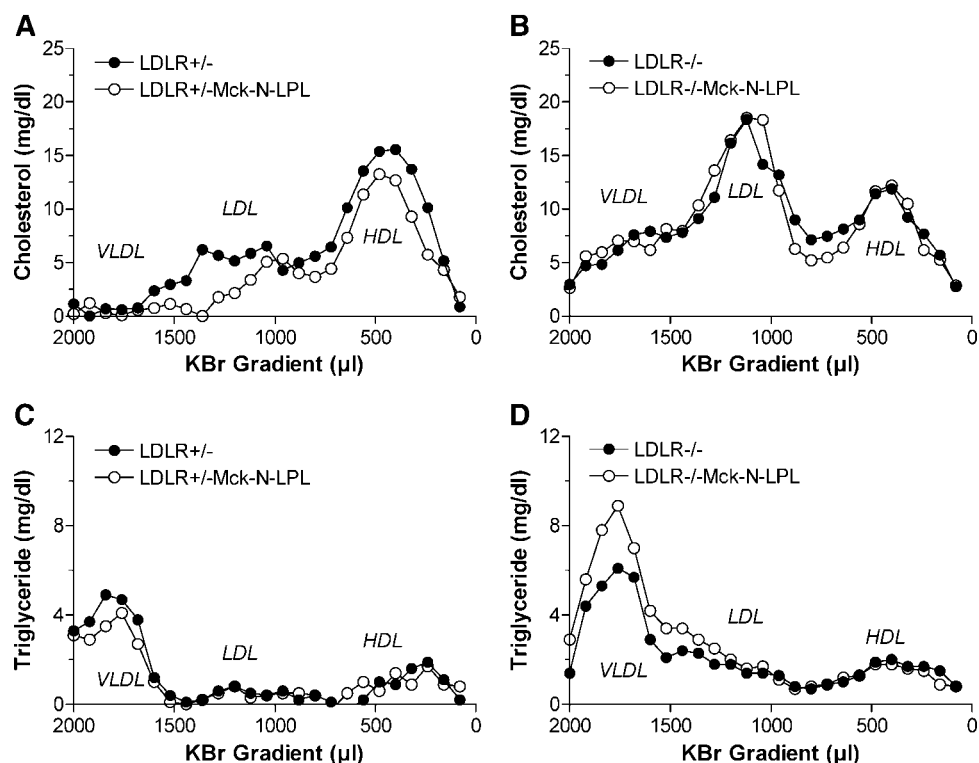 A
25
20
15
10
5
0
Cholesterol (mg/dl)
LDLR+/-
LDLR+/-Mck-N-LPL
VLDL
LDL
HDL
2000 1500 1000 500 0
KBr Gradient (µl)
B
25
20
15
10
5
0
Cholesterol (mg/dl)
LDLR-/-
LDLR-/-Mck-N-LPL
VLDL
LDL
HDL
2000 1500 1000 500 0
KBr Gradient (µl)
C
12
8
4
0
Triglyceride (mg/dl)
LDLR+/-
LDLR+/-Mck-N-LPL
VLDL
LDL
HDL
2000 1500 1000 500 0
KBr Gradient (µl)
D
12
8
4
0
Triglyceride (mg/dl)
LDLR-/-
LDLR-/-Mck-N-LPL
VLDL
LDL
HDL
2000 1500 1000 500 0
KBr Gradient (µl)